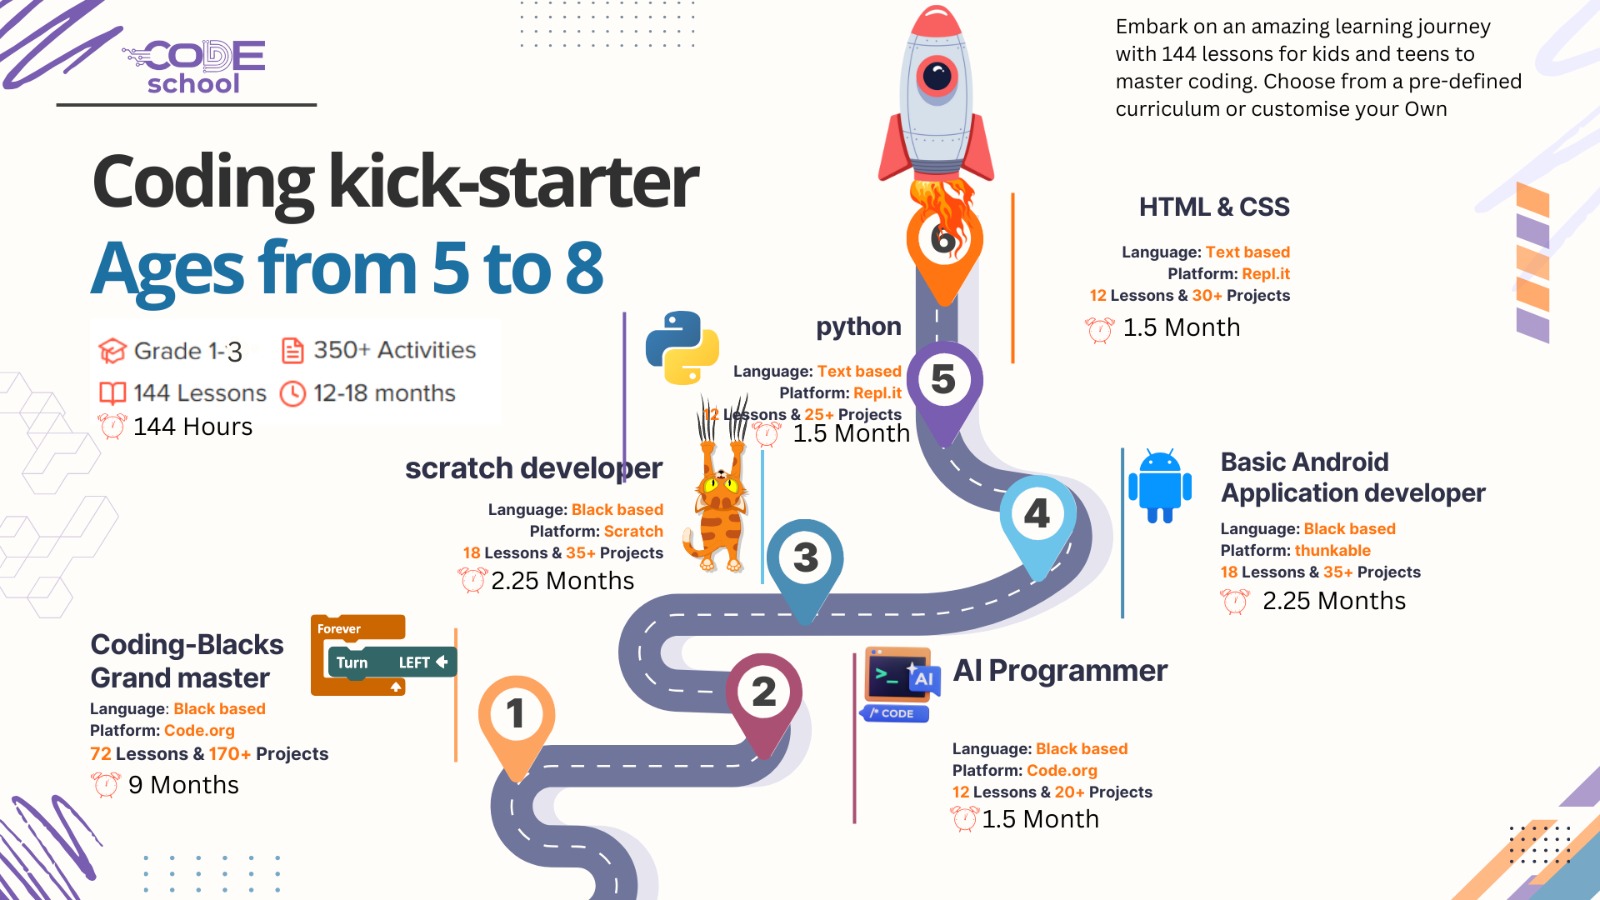 CODE
school
Embark on an amazing learning journey
with 144 lessons for kids and teens to
master coding. Choose from a pre-defined
curriculum or customise your Own
Coding kick-starter
Ages from 5 to 8
Grade 1-3
350+ Activities
144 Lessons
12-18 months
144 Hours
6
HTML & CSS
Language: Text based
Platform: Repl.it
12 Lessons & 30+ Projects
1.5 Month
python
Language: Text based
Platform: Repl.it
12 Lessons & 25+ Projects
1.5 Month
5
scratch developer
Language: Black based
Platform: Scratch
18 Lessons & 35+ Projects
2.25 Months
3
4
Basic Android
Application developer
Language: Black based
Platform: thunkable
18 Lessons & 35+ Projects
2.25 Months
Coding-Blacks
Grand master
Language: Black based
Platform: Code.org
72 Lessons & 170+ Projects
9 Months
Forever
Turn LEFT
1
2
>_
AI
/* CODE
AI Programmer
Language: Black based
Platform: Code.org
12 Lessons & 20+ Projects
1.5 Month